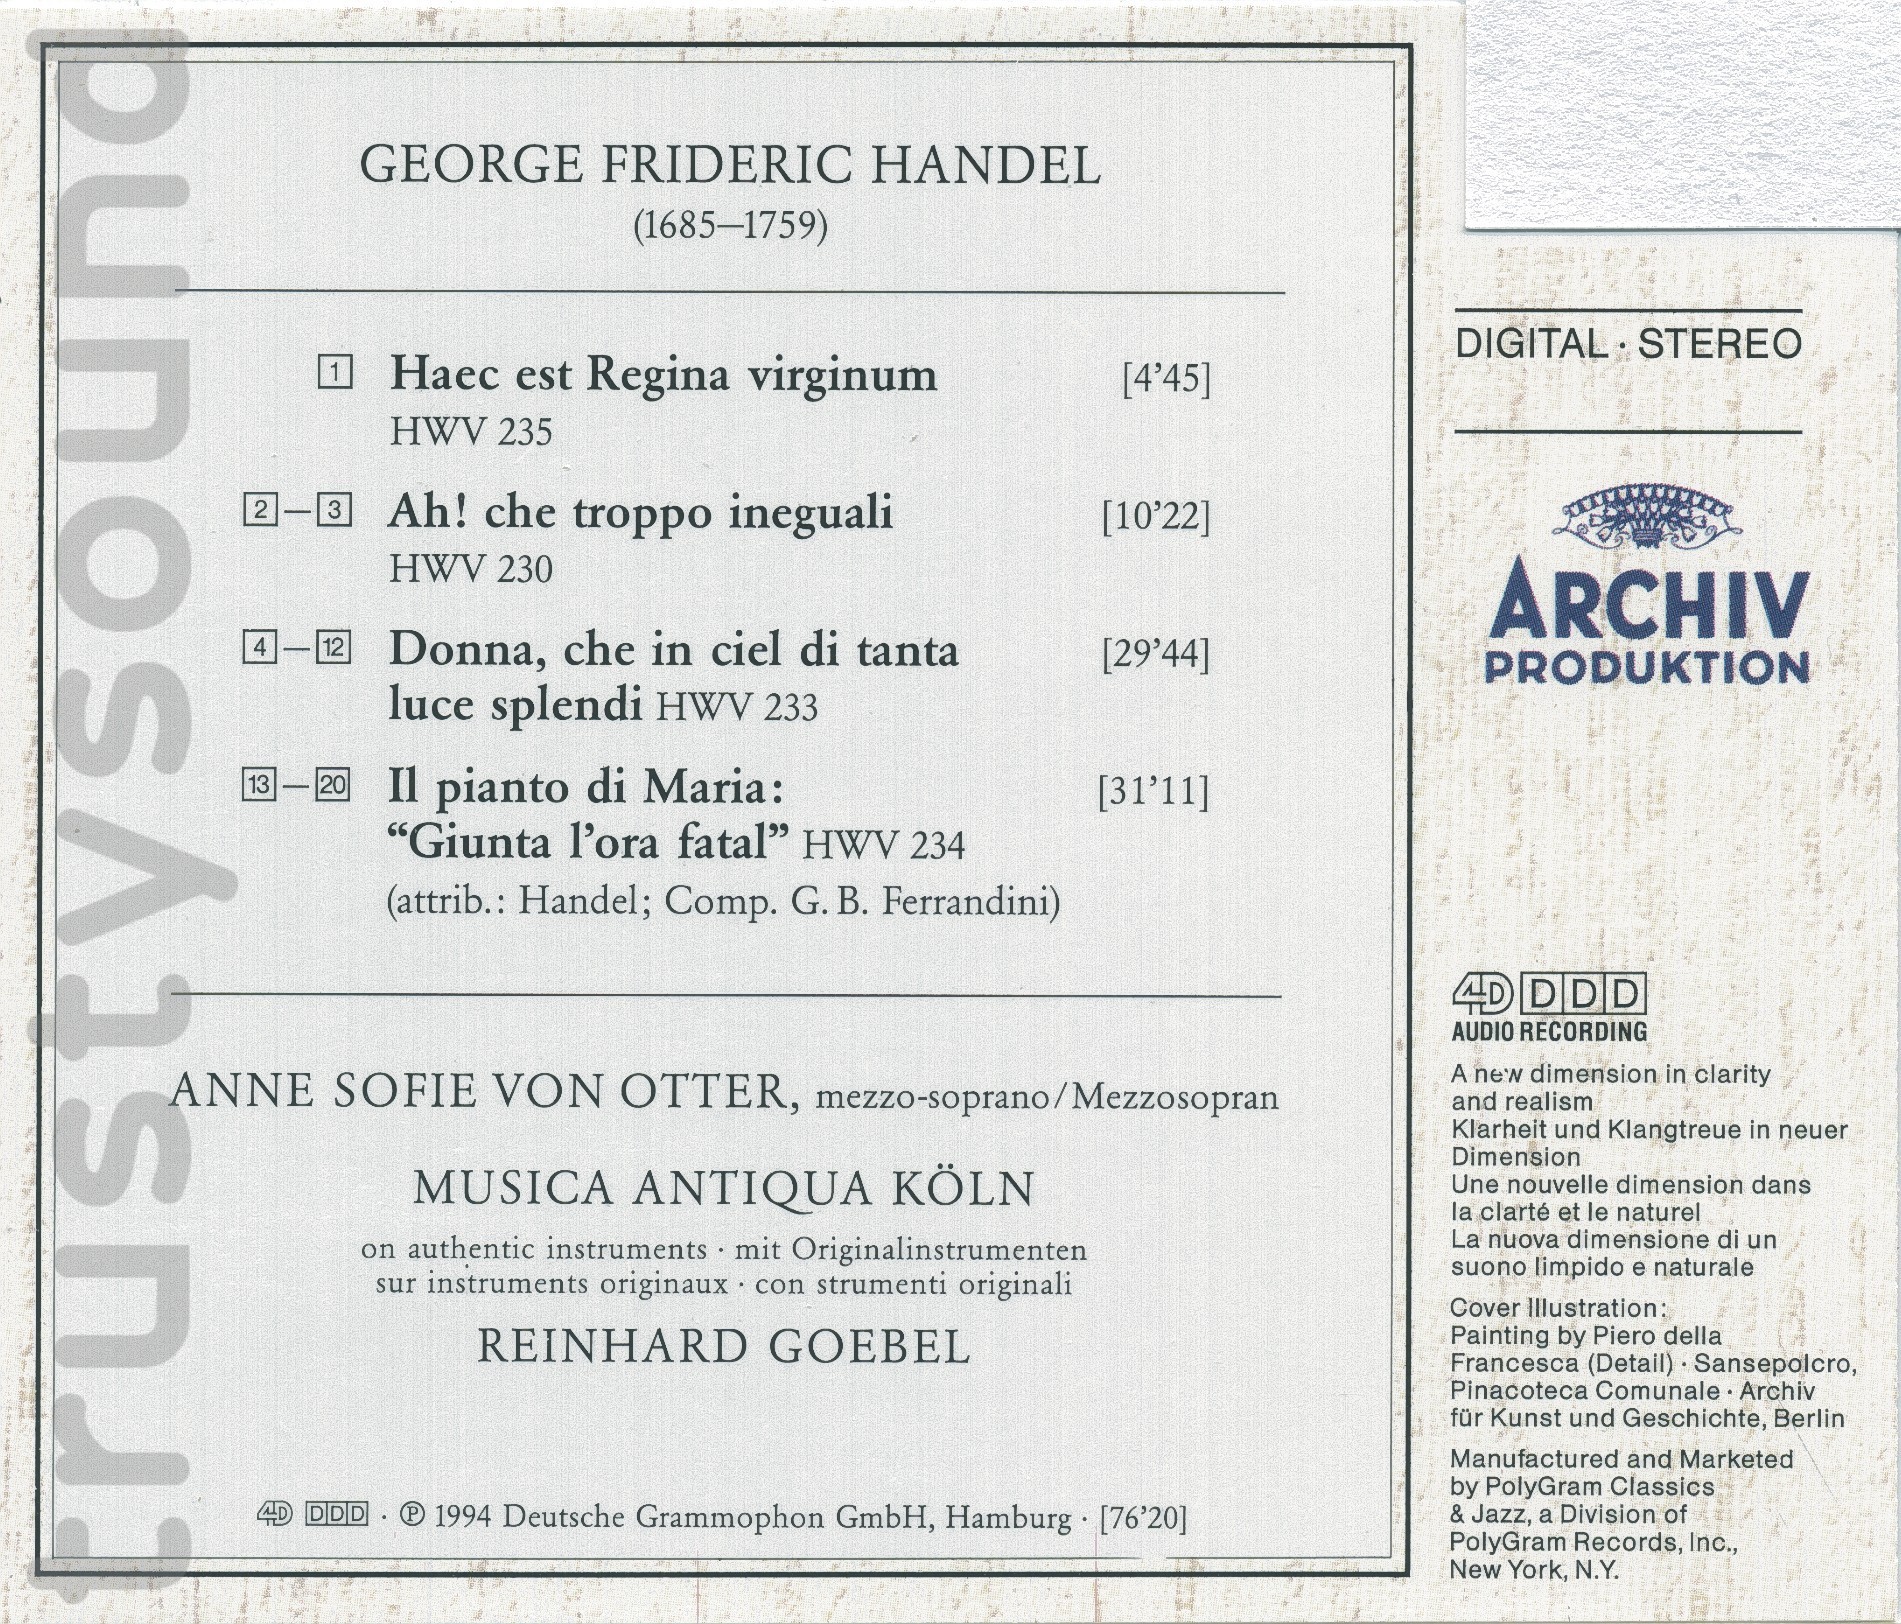 GEORGE FRIDERIC HANDEL
(1685—1759)
1 Haec est Regina virginum [4’45]
HWV 235
2—3 Ah! che troppo ineguali [10’22]
HWV 230
4—12 Donna, che in ciel di tanta [29’44]
luce splendi HWV 233
13—20 Il pianto di Maria: [31’11]
“Giunta l’ora fatal” HWV 234
(attrib.: Handel; Comp. G. B. Ferrandini)
ANNE SOFIE VON OTTER, mezzo-soprano/Mezzosopran
MUSICA ANTIQUA KÖLN
on authentic instruments · mit Originalinstrumenten
sur instruments originaux · con strumenti originali
REINHARD GOEBEL
4D DDD · ℗ 1994 Deutsche Grammophon GmbH, Hamburg · [76’20]
DIGITAL · STEREO
ARCHIV
PRODUKTION
4D DDD
AUDIO RECORDING
A new dimension in clarity
and realism
Klarheit und Klangtreue in neuer
Dimension
Une nouvelle dimension dans
la clarté et le naturel
La nuova dimensione di un
suono limpido e naturale
Cover Illustration:
Painting by Piero della
Francesca (Detail) · Sansepolcro,
Pinacoteca Comunale · Archiv
für Kunst und Geschichte, Berlin
Manufactured and Marketed
by PolyGram Classics
& Jazz, a Division of
PolyGram Records, Inc.,
New York, N.Y.
trustvsound